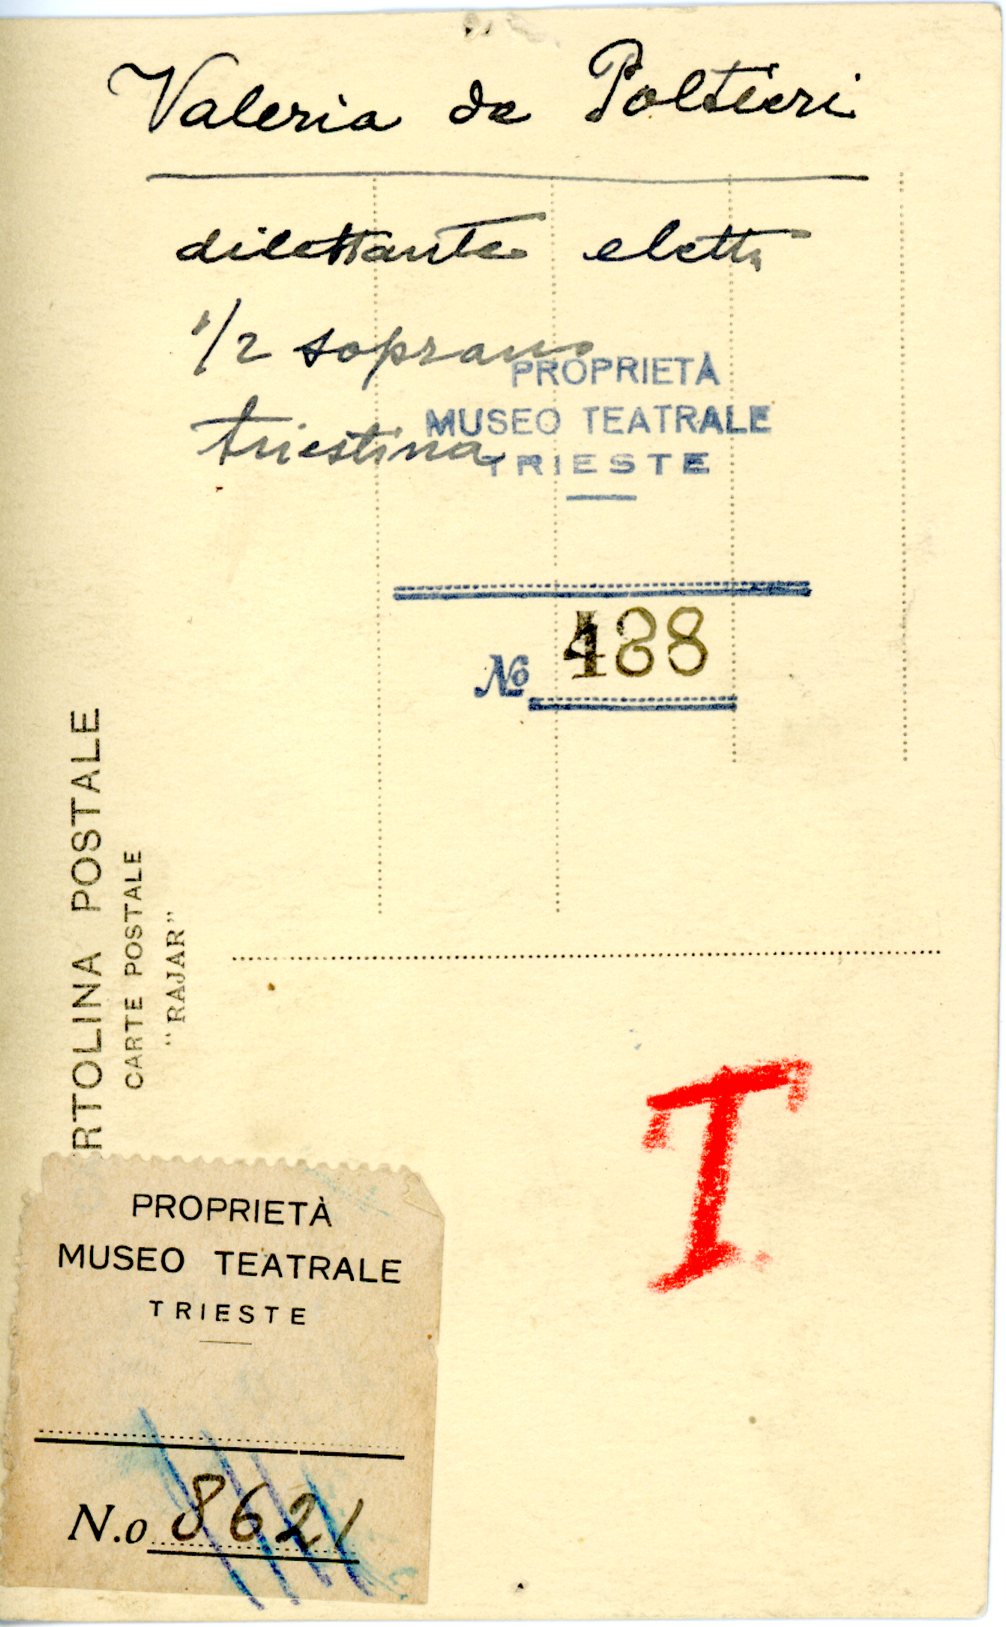 Valeria de Poltieri
dilettante eletta
1/2 soprano
triestina
PROPRIETÀ
MUSEO TEATRALE
TRIESTE
No 488
RTOLINA POSTALE
CARTE POSTALE
"RAJAR"
T
PROPRIETÀ
MUSEO TEATRALE
TRIESTE
N.o 8621